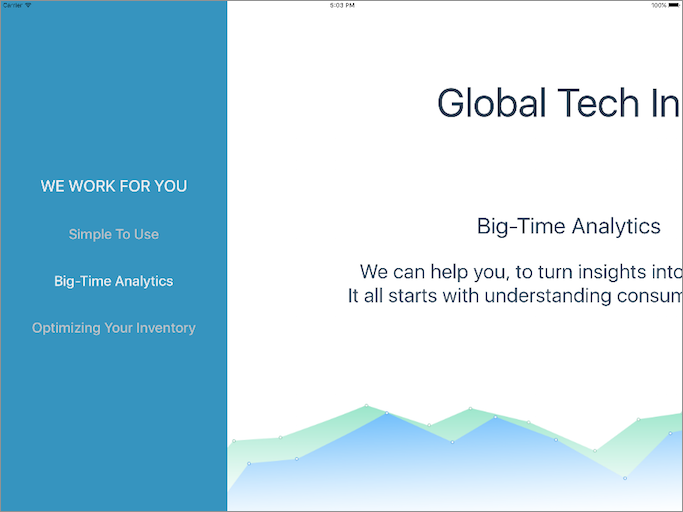 Carrier
5:03 PM
100%
Global Tech In
WE WORK FOR YOU
Simple To Use
Big-Time Analytics
Optimizing Your Inventory
Big-Time Analytics
We can help you, to turn insights into
It all starts with understanding consum